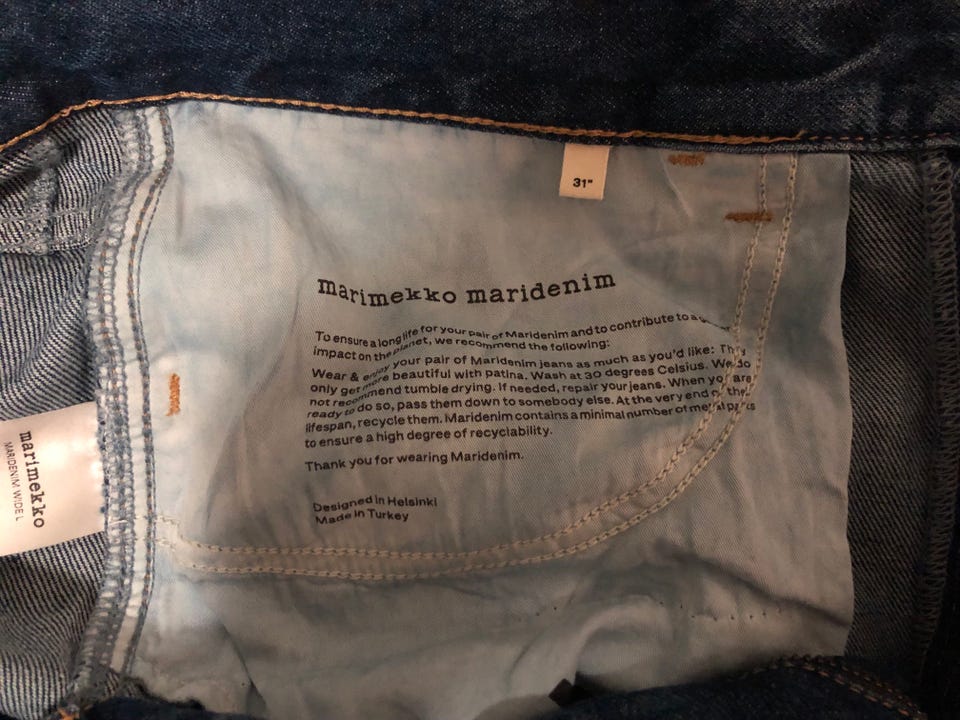 31"
marimekko maridenim
To ensure a long life for your pair of Maridenim and to contribute to a
impact on the planet, we recommend the following:
Wear & enjoy your pair of Maridenim jeans as much as you'd like: They
only get more beautiful with patina. Wash at 30 degrees Celsius. We do
not recommend tumble drying. If needed, repair your jeans. When you are
ready to do so, pass them down to somebody else. At the very end of the
lifespan, recycle them. Maridenim contains a minimal number of metal parts
to ensure a high degree of recyclability.
Thank you for wearing Maridenim.
Designed in Helsinki
Made in Turkey
marimekko
MARIDENIM WIDE L